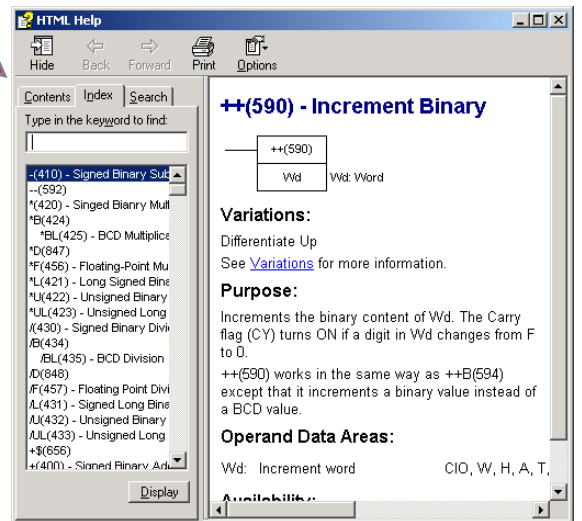 HTML Help
Hide Back Forward Print Options
Contents Index Search
Type in the keyword to find:
-(410) - Signed Binary Sub
--(592)
*(420) - Singed Bianry Mult
*B(424)
*BL(425) - BCD Multiplica
*D(847)
*F(456) - Floating-Point Mu
*L(421) - Long Signed Bina
*U(422) - Unsigned Binary
*UL(423) - Unsigned Long
/(430) - Signed Binary Divi
/B(434)
/BL(435) - BCD Division
/D(848)
/F(457) - Floating Point Divi
/L(431) - Signed Long Bina
/U(432) - Unsigned Binary
/UL(433) - Unsigned Long
+$(656)
+(400) - Signed Binary Add
Display
++(590) - Increment Binary
++(590)
Wd Wd: Word
Variations:
Differentiate Up
See Variations for more information.
Purpose:
Increments the binary content of Wd. The Carry
flag (CY) turns ON if a digit in Wd changes from F
to 0.
++(590) works in the same way as ++B(594)
except that it increments a binary value instead of
a BCD value.
Operand Data Areas:
Wd: Increment word CIO, W, H, A, T,
Availability: